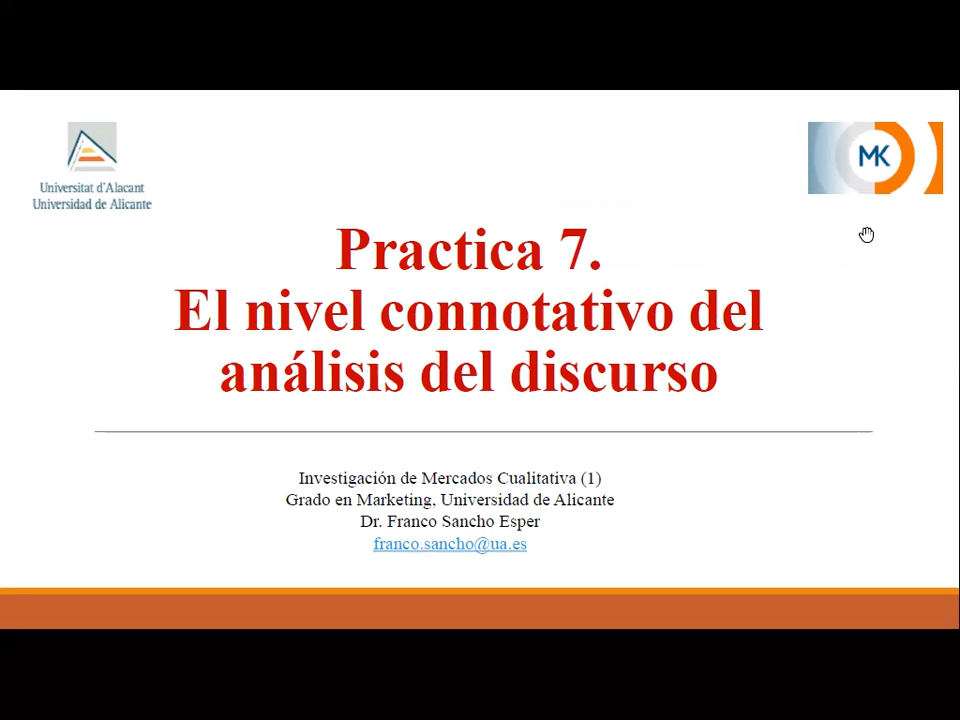 Universitat d'Alacant
Universidad de Alicante
MK
Practica 7.
El nivel connotativo del
análisis del discurso
Investigación de Mercados Cualitativa (1)
Grado en Marketing, Universidad de Alicante
Dr. Franco Sancho Esper
franco.sancho@ua.es